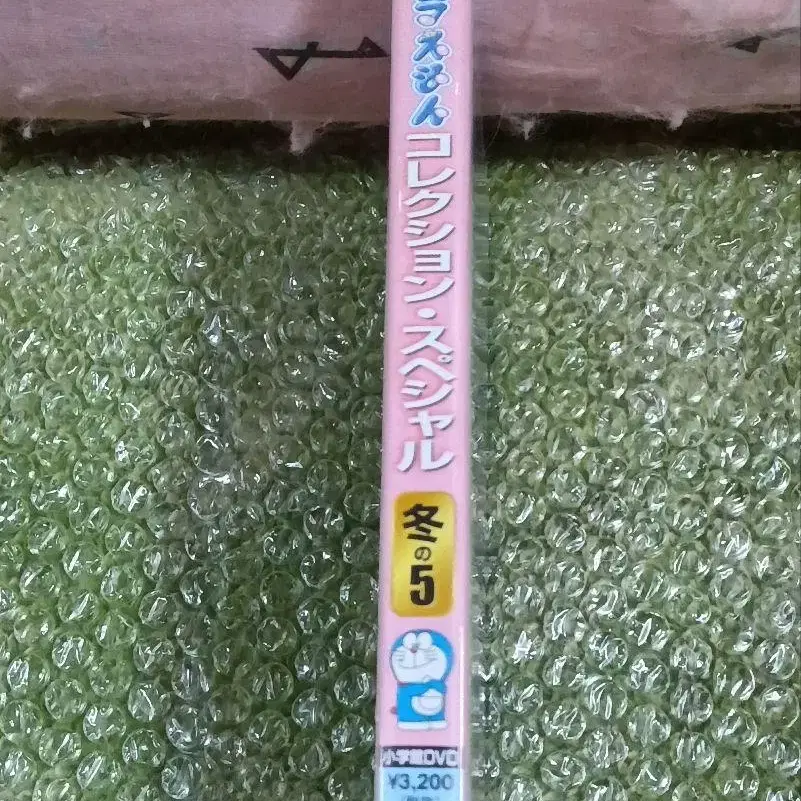 ラえもん
コレクション・スペシャル
冬の5
小学館DVD
¥3,200